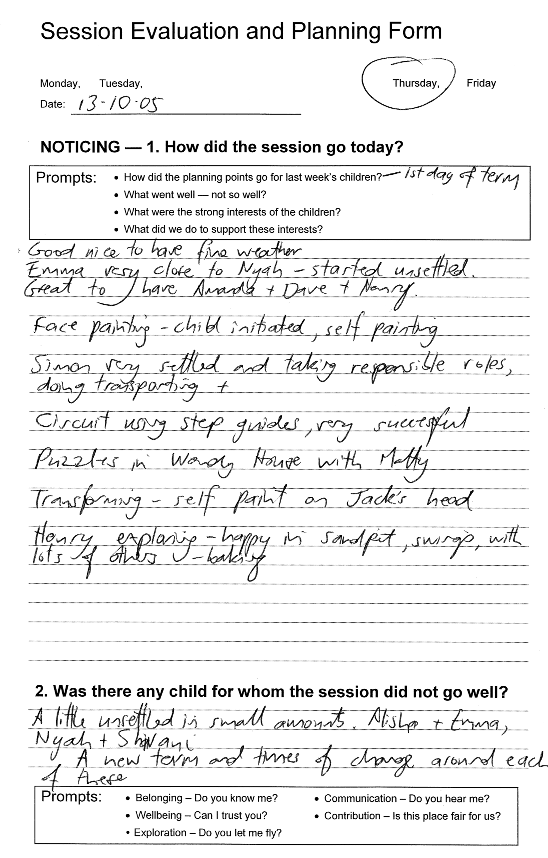 Session Evaluation and Planning Form
Monday, Tuesday, Thursday, Friday
Date: 13-10-05
NOTICING — 1. How did the session go today?
Prompts:
• How did the planning points go for last week's children? — 1st day of term
• What went well — not so well?
• What were the strong interests of the children?
• What did we do to support these interests?
Good nice to have fine weather
Emma very close to Nyah - started unsettled.
Great to have Amanda + Dave + Henry.
Face painting - child initiated, self painting
Simon very settled and taking responsible roles,
doing transporting +
Circuit using step guides, very successful
Puzzles in Wendy House with Matty
Transforming - self paint on Jack's head
Henry exploring - happy in sandpit, swings, with
lots of others - baking
2. Was there any child for whom the session did not go well?
A little unsettled in small amounts. Alisha + Emma,
Nyah + Shivani
A new term and times of change around each
of these
Prompts:
• Belonging – Do you know me?
• Wellbeing – Can I trust you?
• Exploration – Do you let me fly?
• Communication – Do you hear me?
• Contribution – Is this place fair for us?